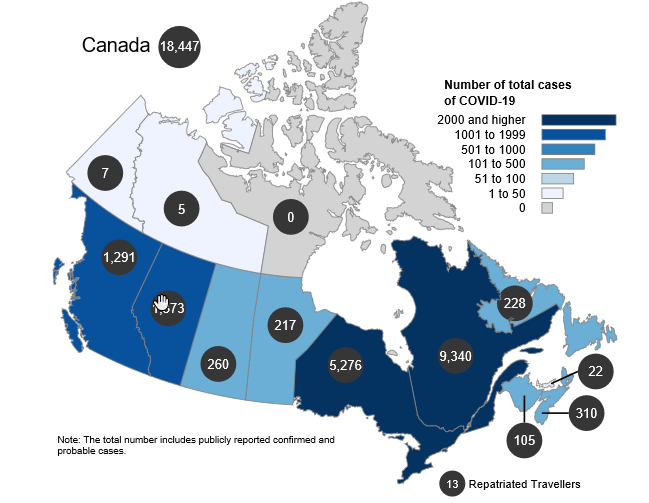 Canada 18,447
Number of total cases
of COVID-19
2000 and higher
1001 to 1999
501 to 1000
101 to 500
51 to 100
1 to 50
0
7
5
0
1,291
228
217
260
5,276
9,340
22
310
105
Note: The total number includes publicly reported confirmed and
probable cases.
13 Repatriated Travellers